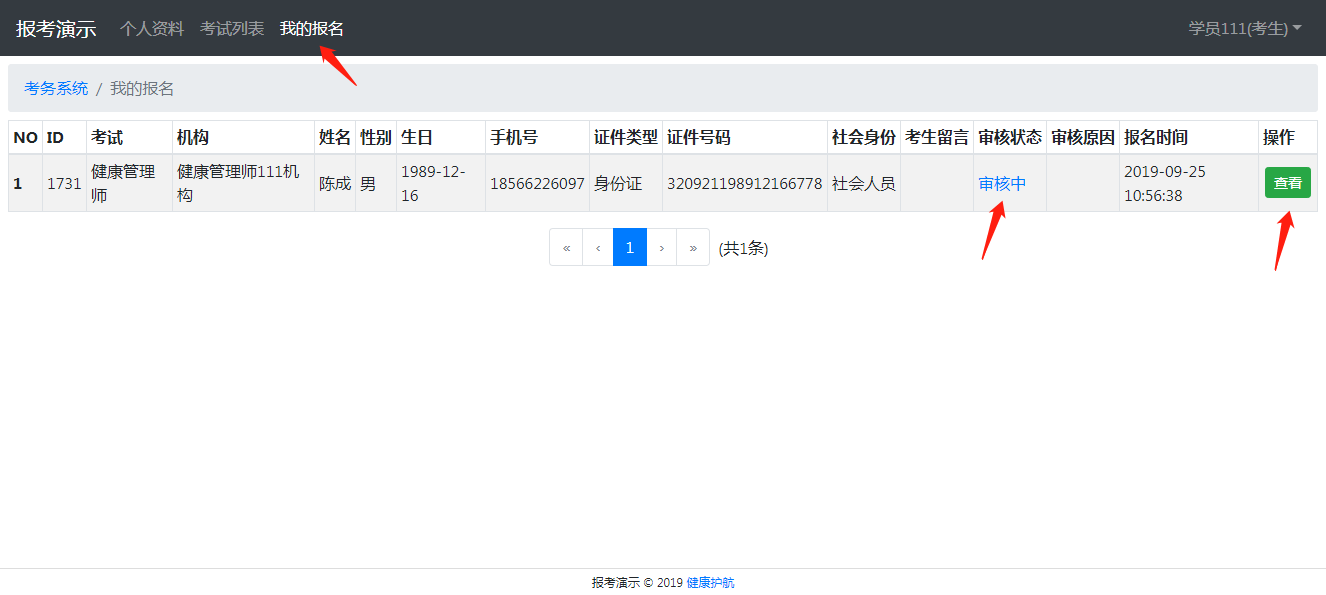 报考演示 个人资料 考试列表 我的报名 学员111(考生)
考务系统 / 我的报名
NO ID 考试 机构 姓名 性别 生日 手机号 证件类型 证件号码 社会身份 考生留言 审核状态 审核原因 报名时间 操作
1 1731 健康管理师 健康管理师111机构 陈成 男 1989-12-16 18566226097 身份证 320921198912166778 社会人员 审核中 2019-09-25 10:56:38 查看
« ‹ 1 › » (共1条)
报考演示 © 2019 健康护航